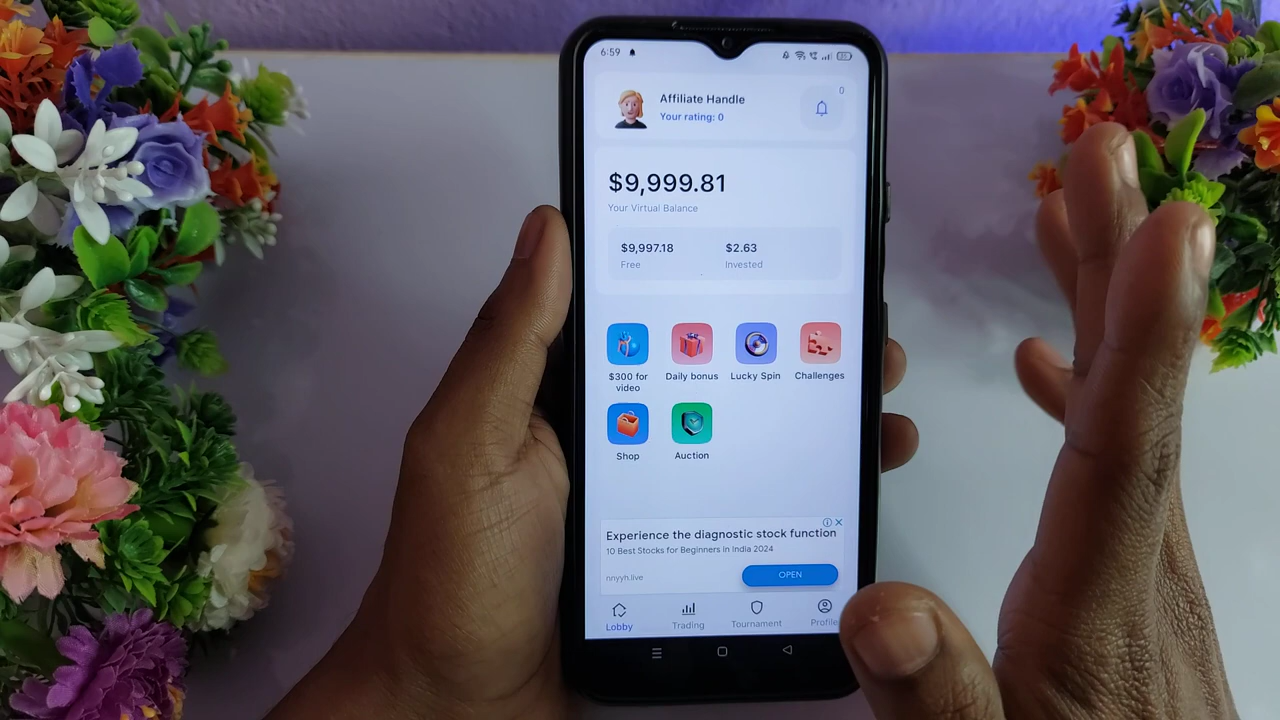 6:59
Affiliate Handle
0
Your rating: 0
$9,999.81
Your Virtual Balance
$9,997.18 $2.63
Free Invested
$300 for
video
Daily bonus
Lucky Spin
Challenges
Shop
Auction
Experience the diagnostic stock function
10 Best Stocks for Beginners in India 2024
nnyyh.live
OPEN
Lobby
Trading
Tournament
Profile